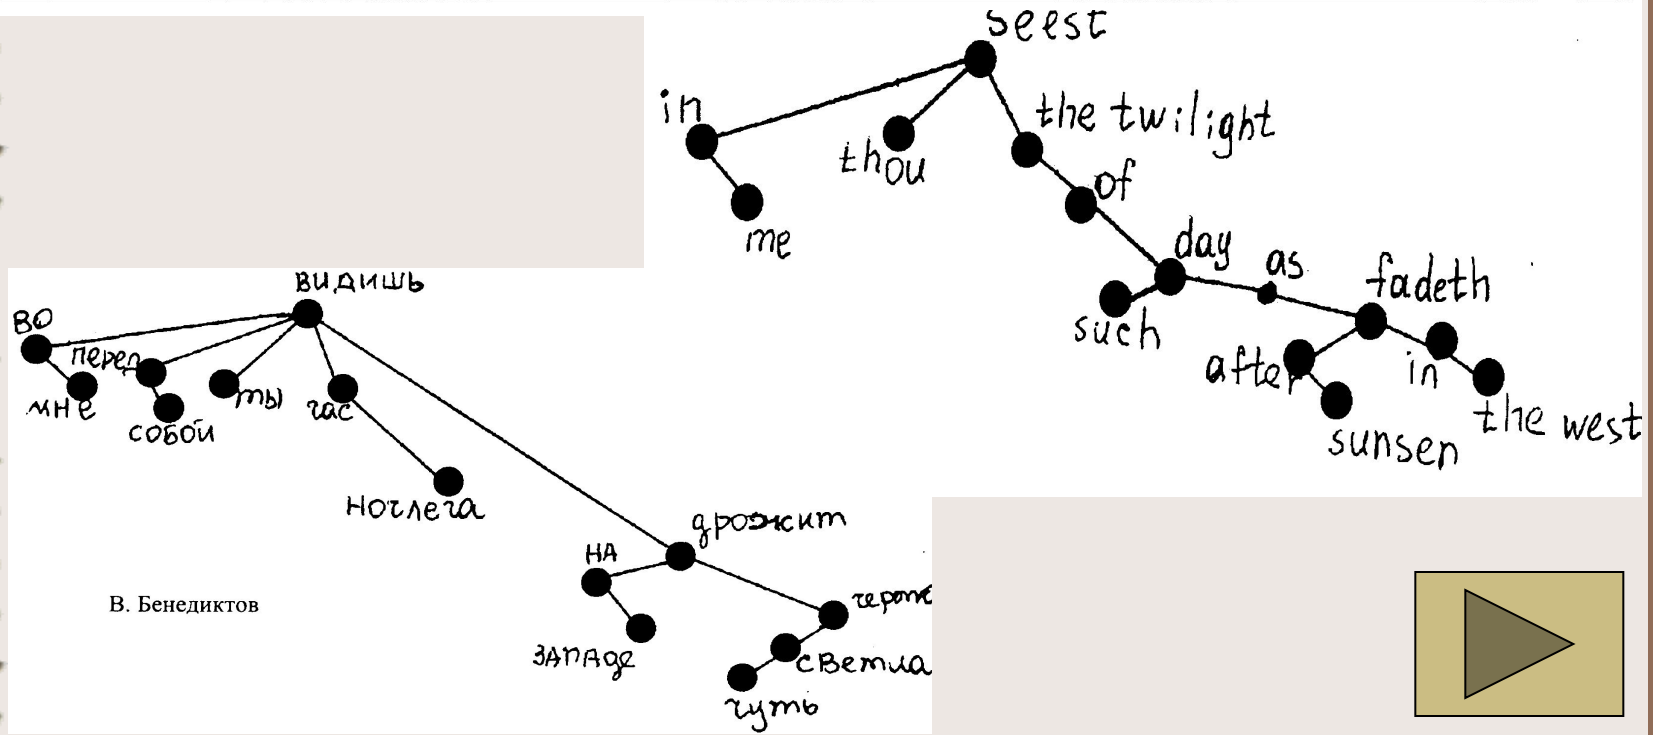 seest
in
thou
the twilight
me
of
day
such
as
fadeth
after
in
sunsen
the west
видишь
во
мне
перед
собой
ты
час
ночлега
дрожит
на
западе
светла
чуть
В. Бенедиктов